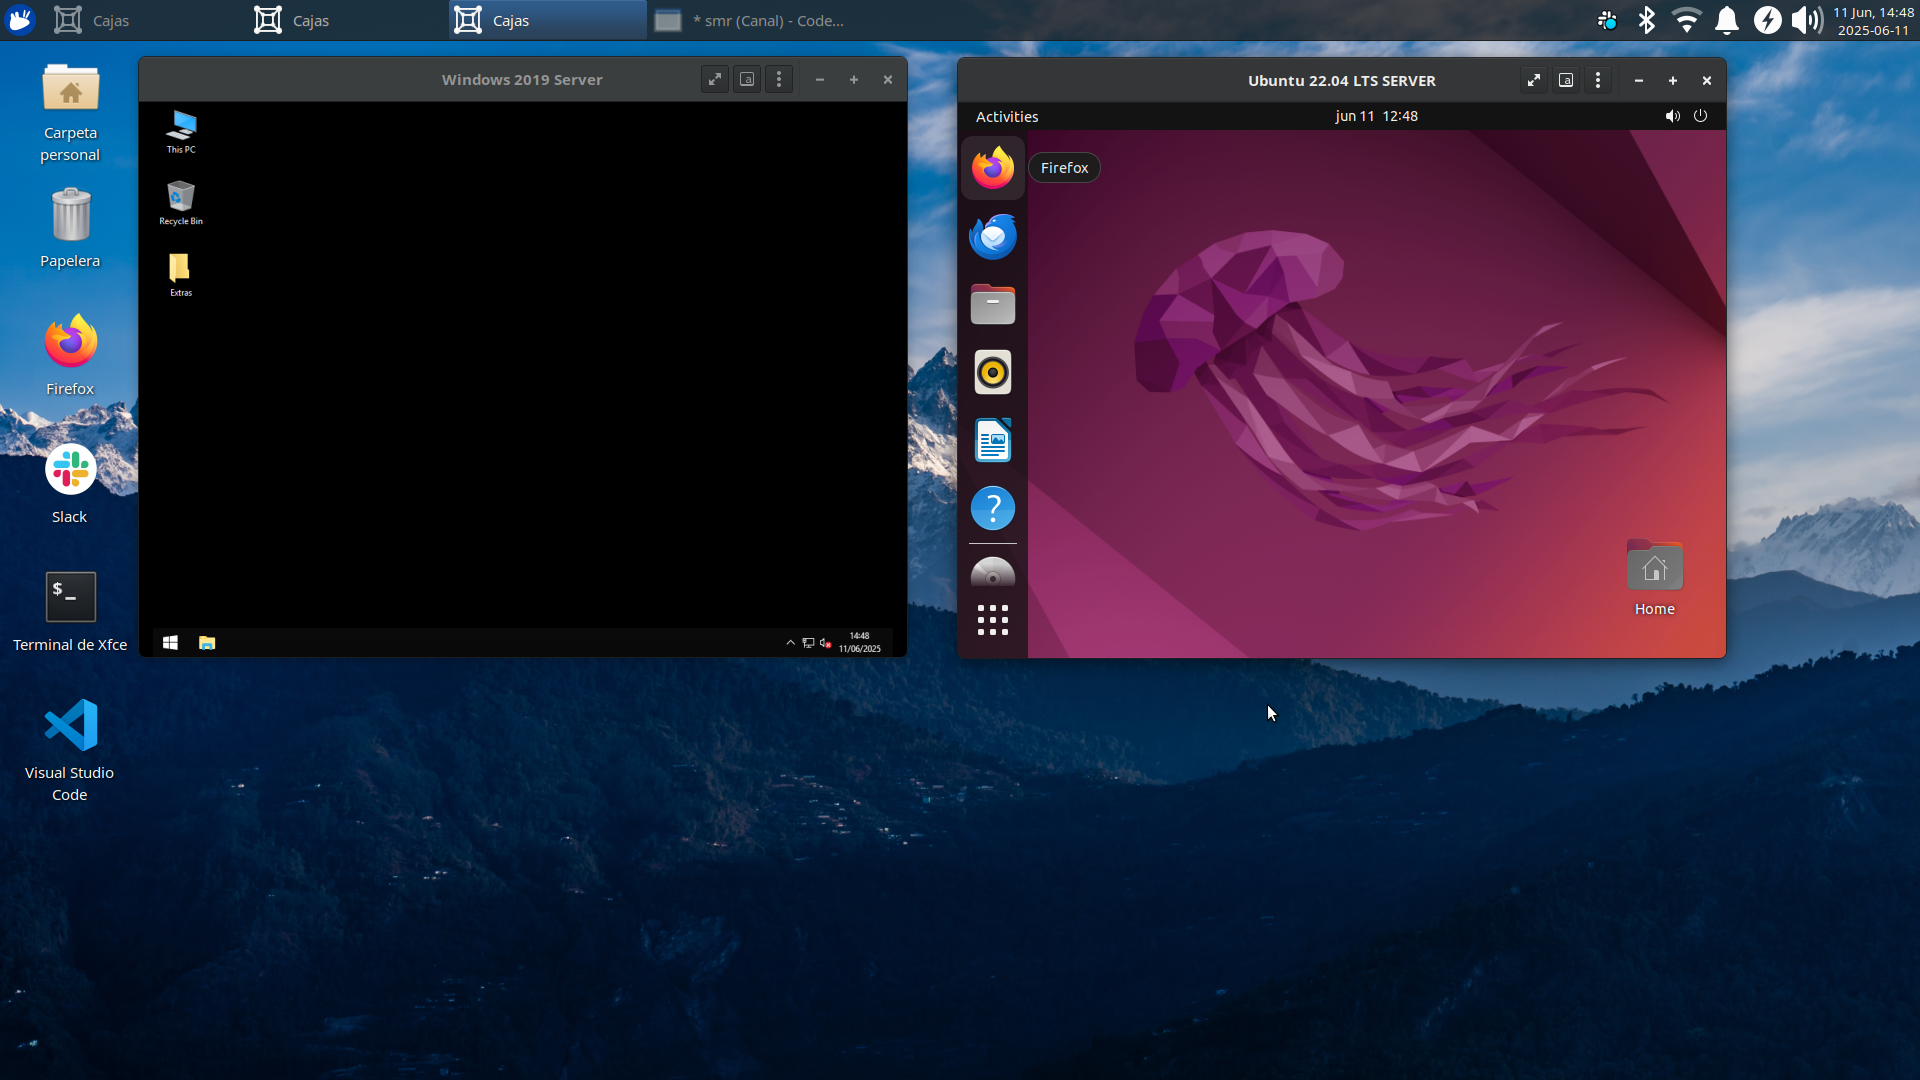 Cajas
Cajas
Cajas
* smr (Canal) - Code...
11 Jun, 14:48
2025-06-11
Carpeta
personal
Papelera
Firefox
Slack
$_
Terminal de Xfce
Visual Studio
Code
Windows 2019 Server
a
This PC
Recycle Bin
Extras
14:48
11/06/2025
Ubuntu 22.04 LTS SERVER
a
Activities
jun 11 12:48
Firefox
?
Home